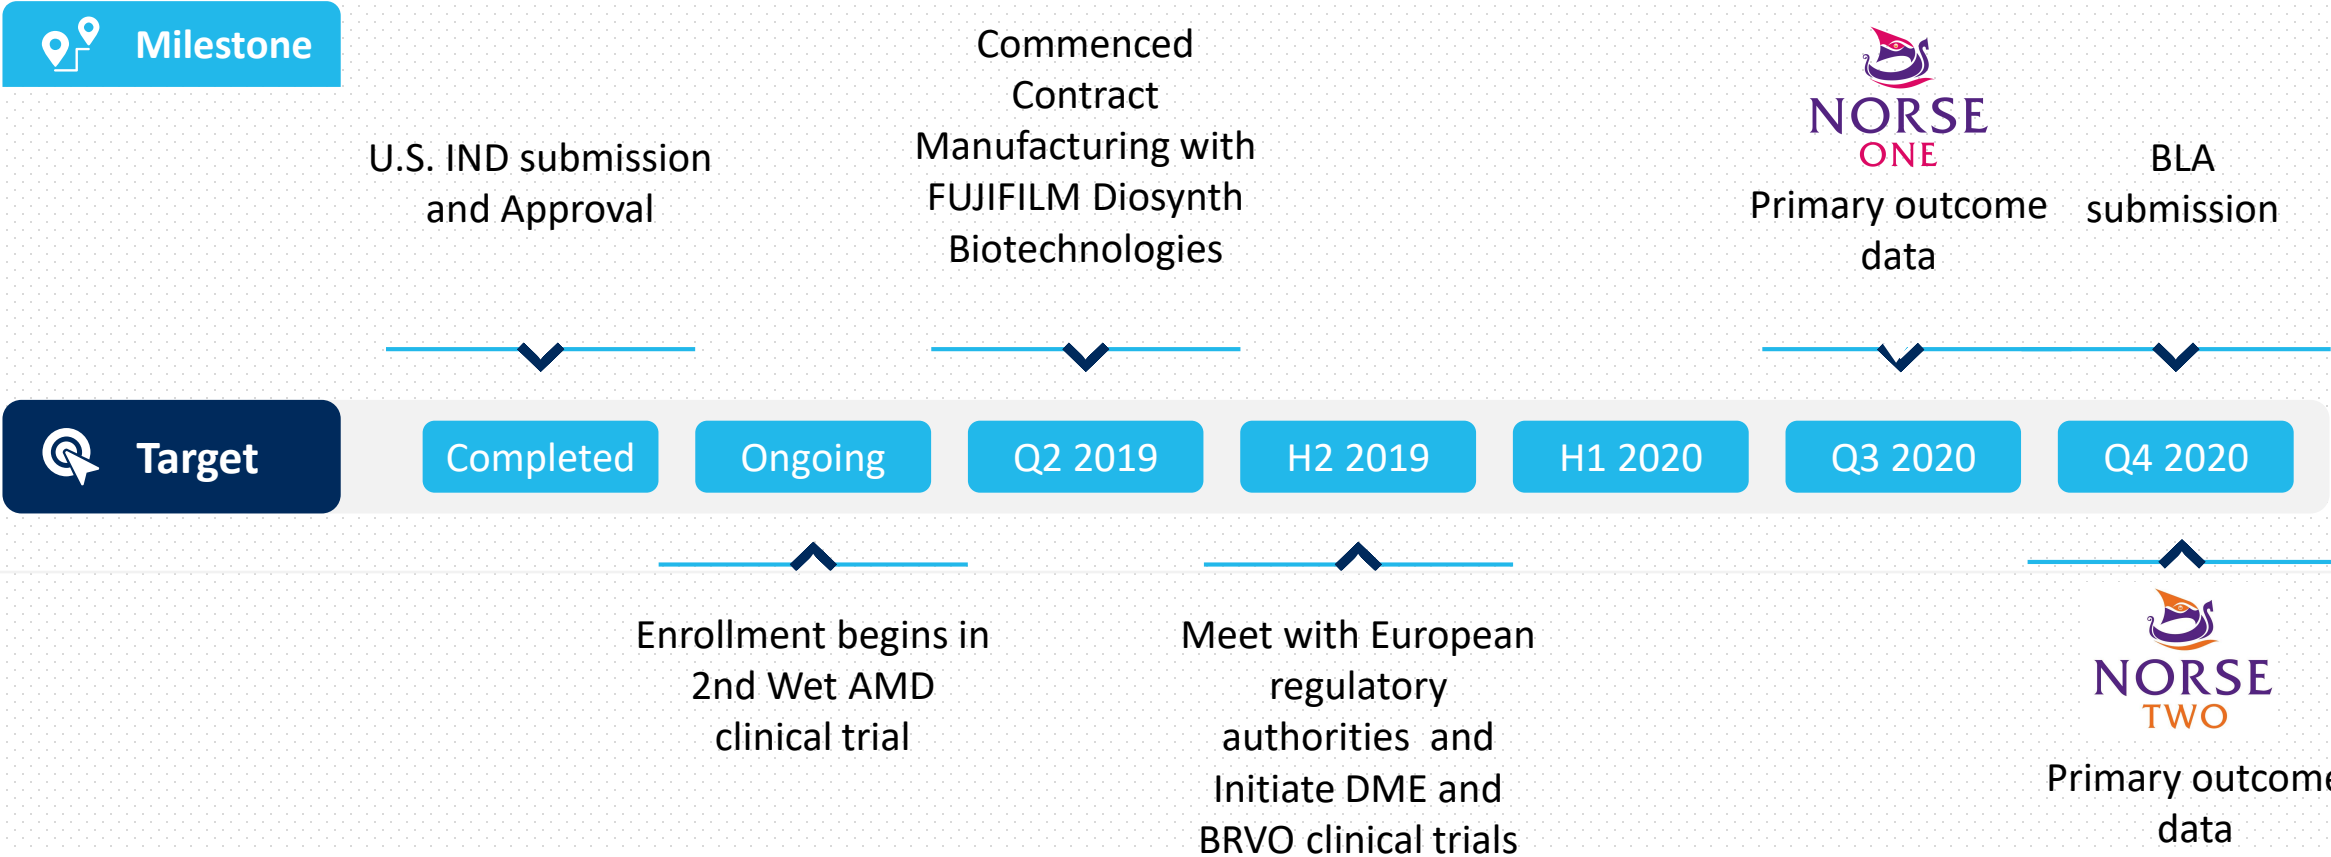 Milestone
U.S. IND submission
and Approval
Commenced
Contract
Manufacturing with
FUJIFILM Diosynth
Biotechnologies
NORSE
ONE
Primary outcome
data
BLA
submission
Target
Completed
Ongoing
Q2 2019
H2 2019
H1 2020
Q3 2020
Q4 2020
Enrollment begins in
2nd Wet AMD
clinical trial
Meet with European
regulatory
authorities and
Initiate DME and
BRVO clinical trials
NORSE
TWO
Primary outcome
data